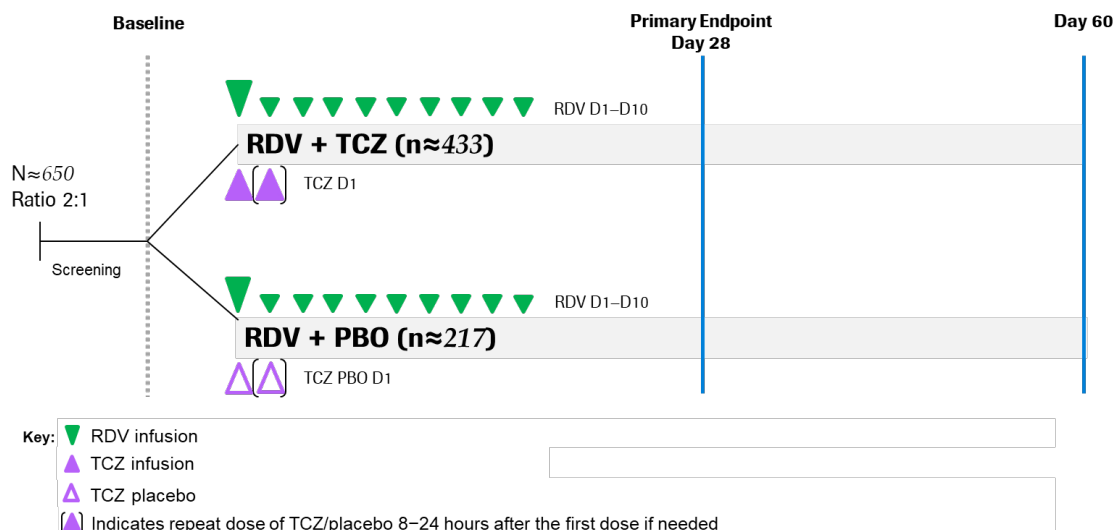 Baseline
Primary Endpoint
Day 28
Day 60
RDV D1–D10
RDV + TCZ (n≈433)
TCZ D1
N≈650
Ratio 2:1
Screening
RDV D1–D10
RDV + PBO (n≈217)
TCZ PBO D1
Key:
RDV infusion
TCZ infusion
TCZ placebo
Indicates repeat dose of TCZ/placebo 8–24 hours after the first dose if needed